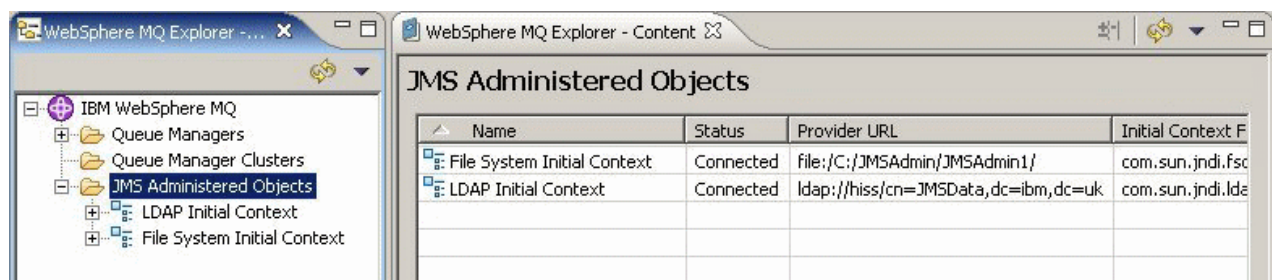 WebSphere MQ Explorer -...
IBM WebSphere MQ
Queue Managers
Queue Manager Clusters
JMS Administered Objects
LDAP Initial Context
File System Initial Context
WebSphere MQ Explorer - Content
JMS Administered Objects
Name Status Provider URL Initial Context F
File System Initial Context Connected file:/C:/JMSAdmin/JMSAdmin1/ com.sun.jndi.fsc
LDAP Initial Context Connected ldap://hiss/cn=JMSData,dc=ibm,dc=uk com.sun.jndi.lda